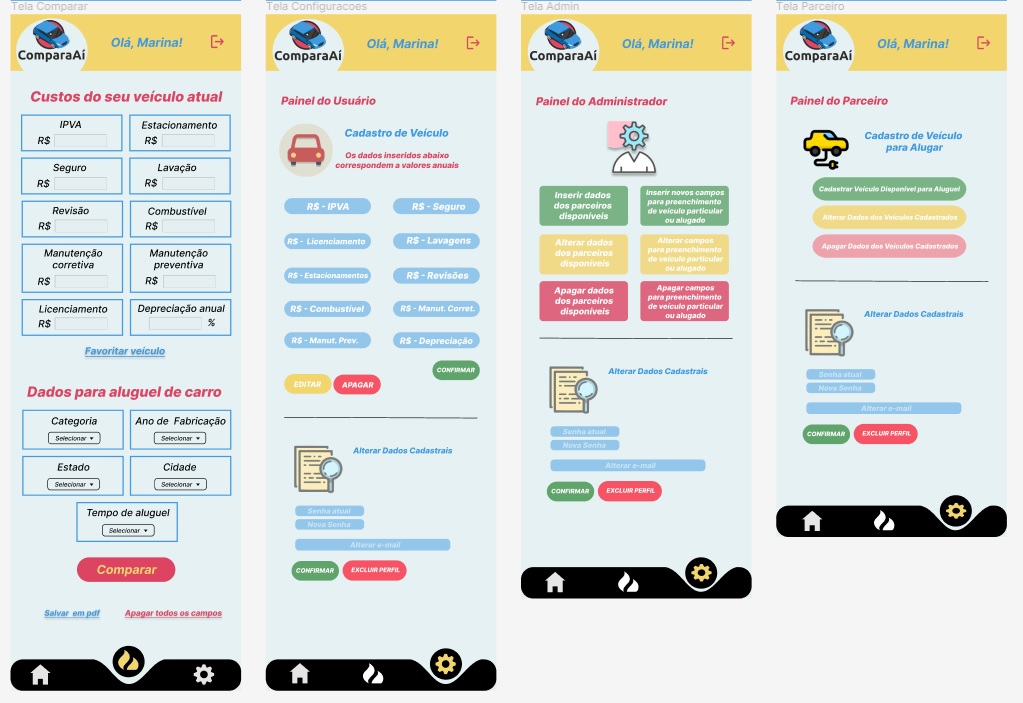 Tela Comparar
ComparaAí
Olá, Marina!
Custos do seu veículo atual
IPVA
R$
Estacionamento
R$
Seguro
R$
Lavação
R$
Revisão
R$
Combustível
R$
Manutenção
corretiva
R$
Manutenção
preventiva
R$
Licenciamento
R$
Depreciação anual
%
Favoritar veículo
Dados para aluguel de carro
Categoria
Selecionar
Ano de Fabricação
Selecionar
Estado
Selecionar
Cidade
Selecionar
Tempo de aluguel
Selecionar
Comparar
Salvar em pdf
Apagar todos os campos
Tela Configuracoes
ComparaAí
Olá, Marina!
Painel do Usuário
Cadastro de Veículo
Os dados inseridos abaixo
correspondem a valores anuais
R$ - IPVA
R$ - Seguro
R$ - Licenciamento
R$ - Lavagens
R$ - Estacionamentos
R$ - Revisões
R$ - Combustível
R$ - Manut. Corret.
R$ - Manut. Prev.
R$ - Depreciação
CONFIRMAR
EDITAR
APAGAR
Alterar Dados Cadastrais
Senha atual
Nova Senha
Alterar e-mail
CONFIRMAR
EXCLUIR PERFIL
Tela Admin
ComparaAí
Olá, Marina!
Painel do Administrador
Inserir dados
dos parceiros
disponíveis
Inserir novos campos
para preenchimento
de veículo particular
ou alugado
Alterar dados
dos parceiros
disponíveis
Alterar campos
para preenchimento
de veículo particular
ou alugado
Apagar dados
dos parceiros
disponíveis
Apagar campos
para preenchimento
de veículo particular
ou alugado
Alterar Dados Cadastrais
Senha atual
Nova Senha
Alterar e-mail
CONFIRMAR
EXCLUIR PERFIL
Tela Parceiro
ComparaAí
Olá, Marina!
Painel do Parceiro
Cadastro de Veículo
para Alugar
Cadastrar Veículo Disponível para Aluguel
Alterar Dados dos Veículos Cadastrados
Apagar Dados dos Veículos Cadastrados
Alterar Dados Cadastrais
Senha atual
Nova Senha
Alterar e-mail
CONFIRMAR
EXCLUIR PERFIL